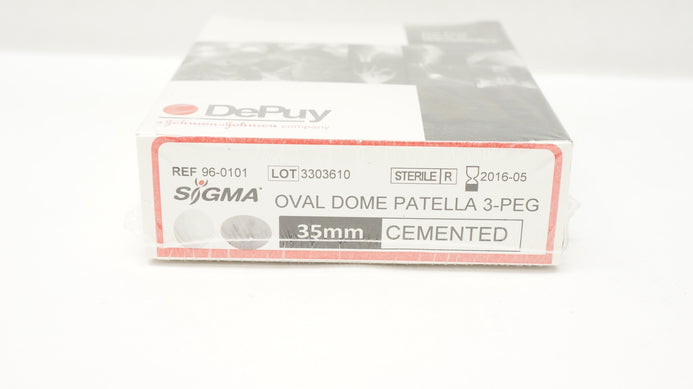 DePuy
a Johnson & Johnson company
REF 96-0101 LOT 3303610 STERILE R 2016-05
SIGMA™ OVAL DOME PATELLA 3-PEG
35mm CEMENTED